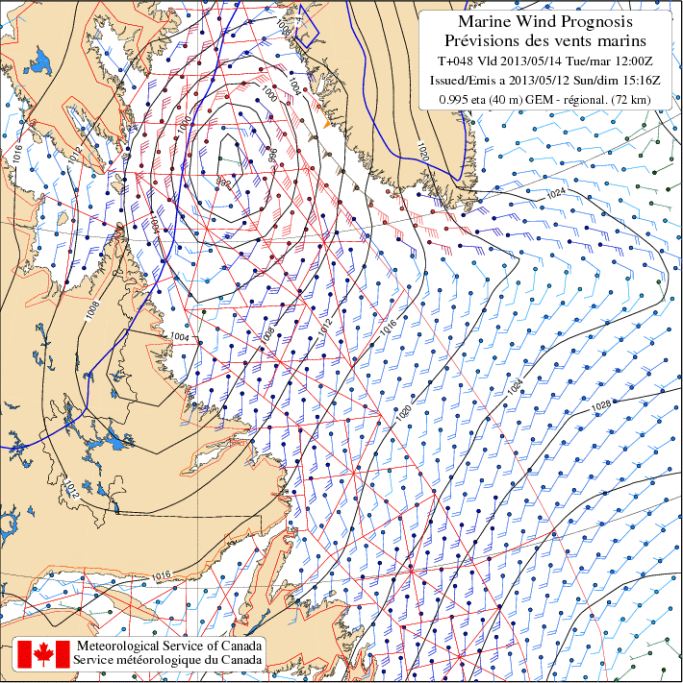 Marine Wind Prognosis
Prévisions des vents marins
T+048 Vld 2013/05/14 Tue/mar 12:00Z
Issued/Emis a 2013/05/12 Sun/dim 15:16Z
0.995 eta (40 m) GEM - régional. (72 km)
1004
1000
1000
996
992
1016
1012
1020
1024
1004
1008
1004
1008
1012
1016
1020
1024
1028
1012
1016
Meteorological Service of Canada
Service météorologique du Canada